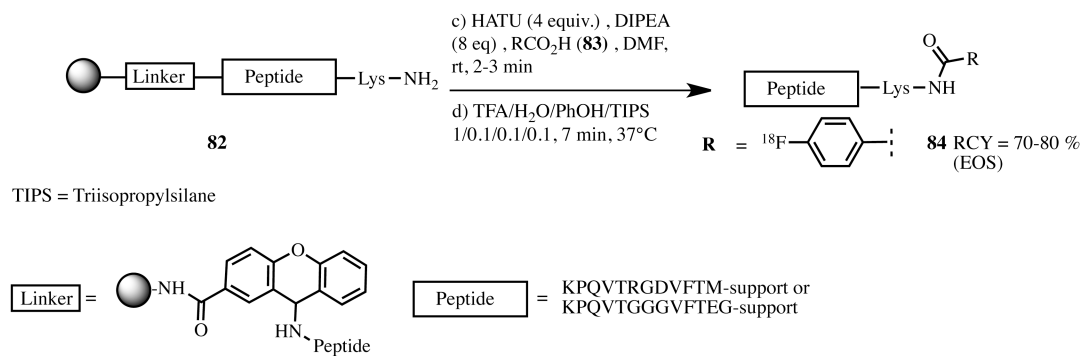 c) HATU (4 equiv.) , DIPEA
(8 eq) , RCO2H (83) , DMF,
rt, 2-3 min
Linker
Peptide
Lys
NH2
d) TFA/H2O/PhOH/TIPS
1/0.1/0.1/0.1, 7 min, 37°C
82
O
R
Peptide
Lys
NH
R = 18F
84 RCY = 70-80 %
(EOS)
TIPS = Triisopropylsilane
Linker =
NH
O
O
HN
Peptide
Peptide =
KPQVTRGDVFTM-support or
KPQVTGGGVFTEG-support